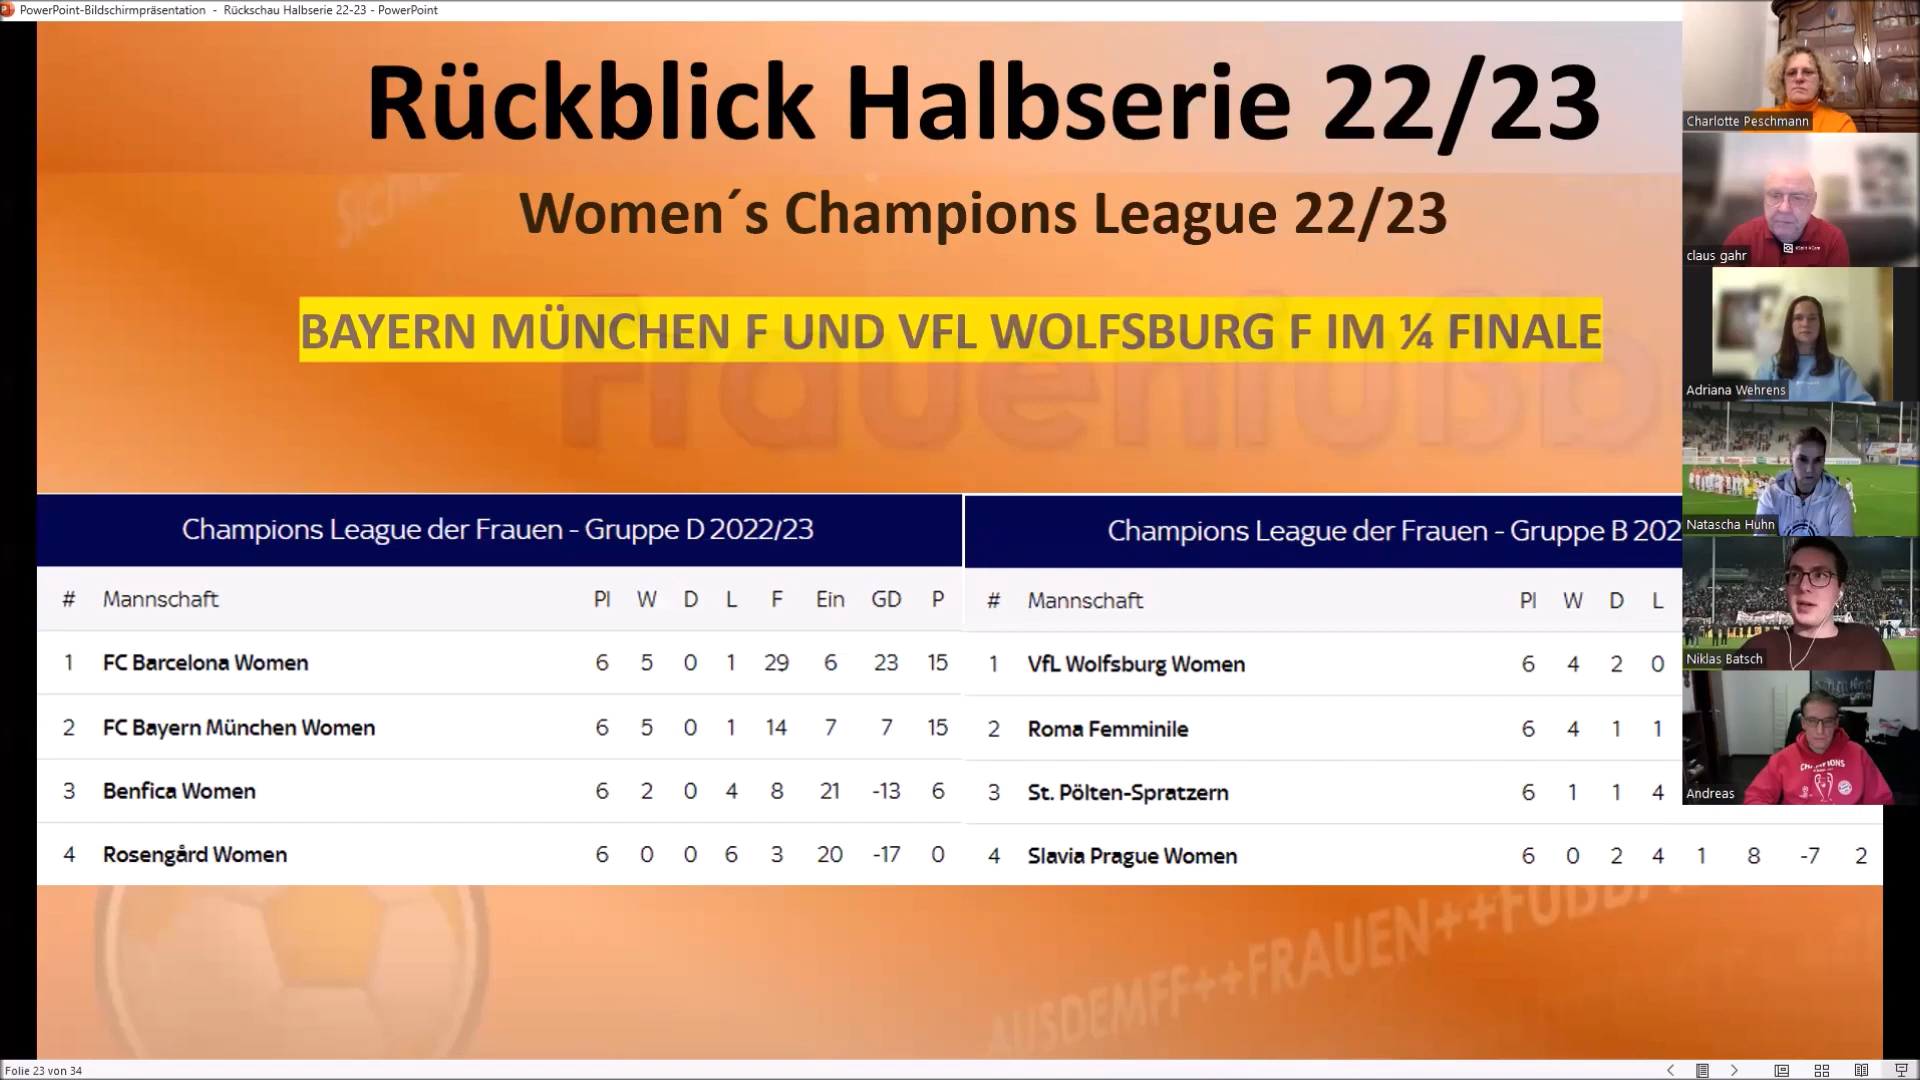 PowerPoint-Bildschirmpräsentation - Rückschau Halbserie 22-23 - PowerPoint
Rückblick Halbserie 22/23
Women´s Champions League 22/23
BAYERN MÜNCHEN F UND VFL WOLFSBURG F IM ¼ FINALE
Frauenfußb
Champions League der Frauen - Gruppe D 2022/23
# Mannschaft Pl W D L F Ein GD P
1 FC Barcelona Women 6 5 0 1 29 6 23 15
2 FC Bayern München Women 6 5 0 1 14 7 7 15
3 Benfica Women 6 2 0 4 8 21 -13 6
4 Rosengård Women 6 0 0 6 3 20 -17 0
Champions League der Frauen - Gruppe B 202
# Mannschaft Pl W D L
1 VfL Wolfsburg Women 6 4 2 0
2 Roma Femminile 6 4 1 1
3 St. Pölten-Spratzern 6 1 1 4
4 Slavia Prague Women 6 0 2 4 1 8 -7 2
AUSDEMFF++FRAUEN++FUßBA
Charlotte Peschmann
claus gahr
Adriana Wehrens
Natascha Huhn
Niklas Batsch
CHAMPIONS
Andreas
Folie 23 von 34